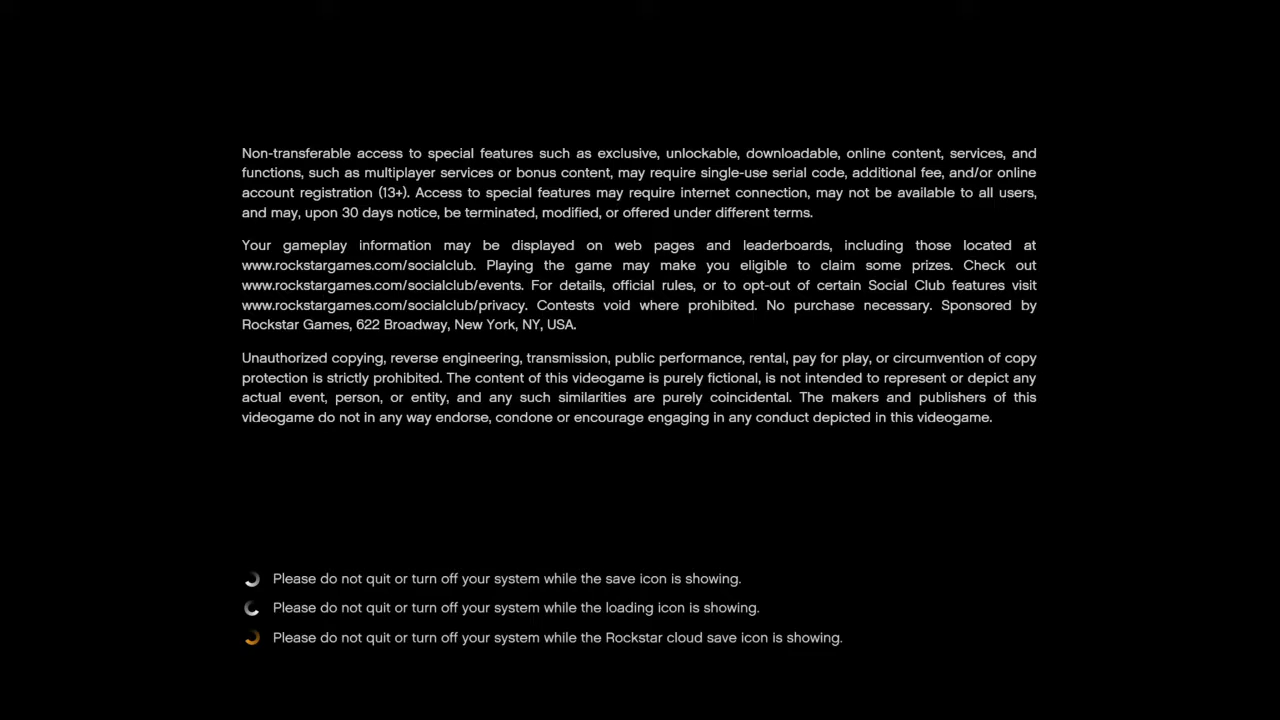 Non-transferable access to special features such as exclusive, unlockable, downloadable, online content, services, and
functions, such as multiplayer services or bonus content, may require single-use serial code, additional fee, and/or online
account registration (13+). Access to special features may require internet connection, may not be available to all users,
and may, upon 30 days notice, be terminated, modified, or offered under different terms.
Your gameplay information may be displayed on web pages and leaderboards, including those located at
www.rockstargames.com/socialclub. Playing the game may make you eligible to claim some prizes. Check out
www.rockstargames.com/socialclub/events. For details, official rules, or to opt-out of certain Social Club features visit
www.rockstargames.com/socialclub/privacy. Contests void where prohibited. No purchase necessary. Sponsored by
Rockstar Games, 622 Broadway, New York, NY, USA.
Unauthorized copying, reverse engineering, transmission, public performance, rental, pay for play, or circumvention of copy
protection is strictly prohibited. The content of this videogame is purely fictional, is not intended to represent or depict any
actual event, person, or entity, and any such similarities are purely coincidental. The makers and publishers of this
videogame do not in any way endorse, condone or encourage engaging in any conduct depicted in this videogame.
Please do not quit or turn off your system while the save icon is showing.
Please do not quit or turn off your system while the loading icon is showing.
Please do not quit or turn off your system while the Rockstar cloud save icon is showing.